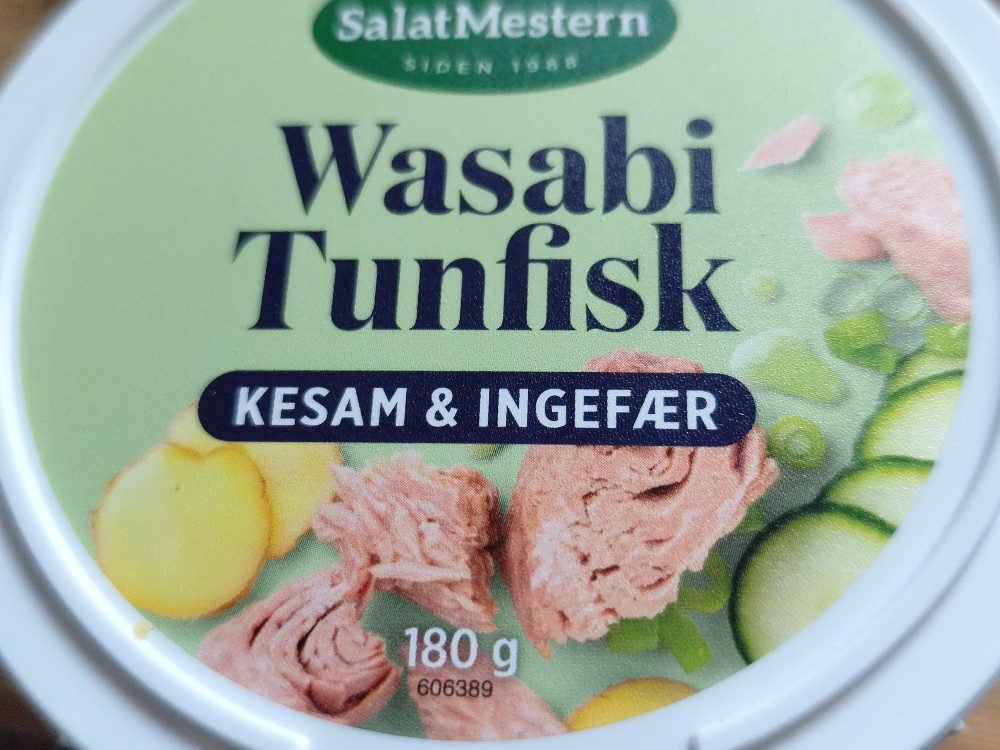 SalatMestern
SIDEN 1988
Wasabi
Tunfisk
KESAM & INGEFÆR
180 g
606389